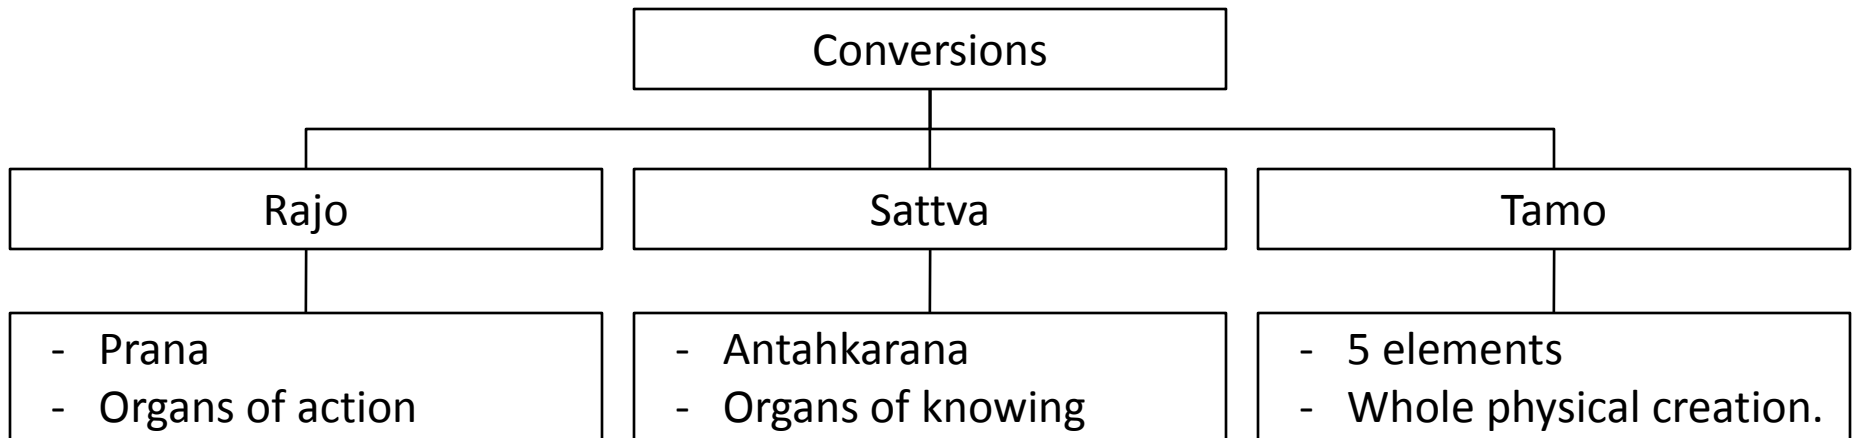 Conversions
Rajo
Sattva
Tamo
- Prana
- Organs of action
- Antahkarana
- Organs of knowing
- 5 elements
- Whole physical creation.